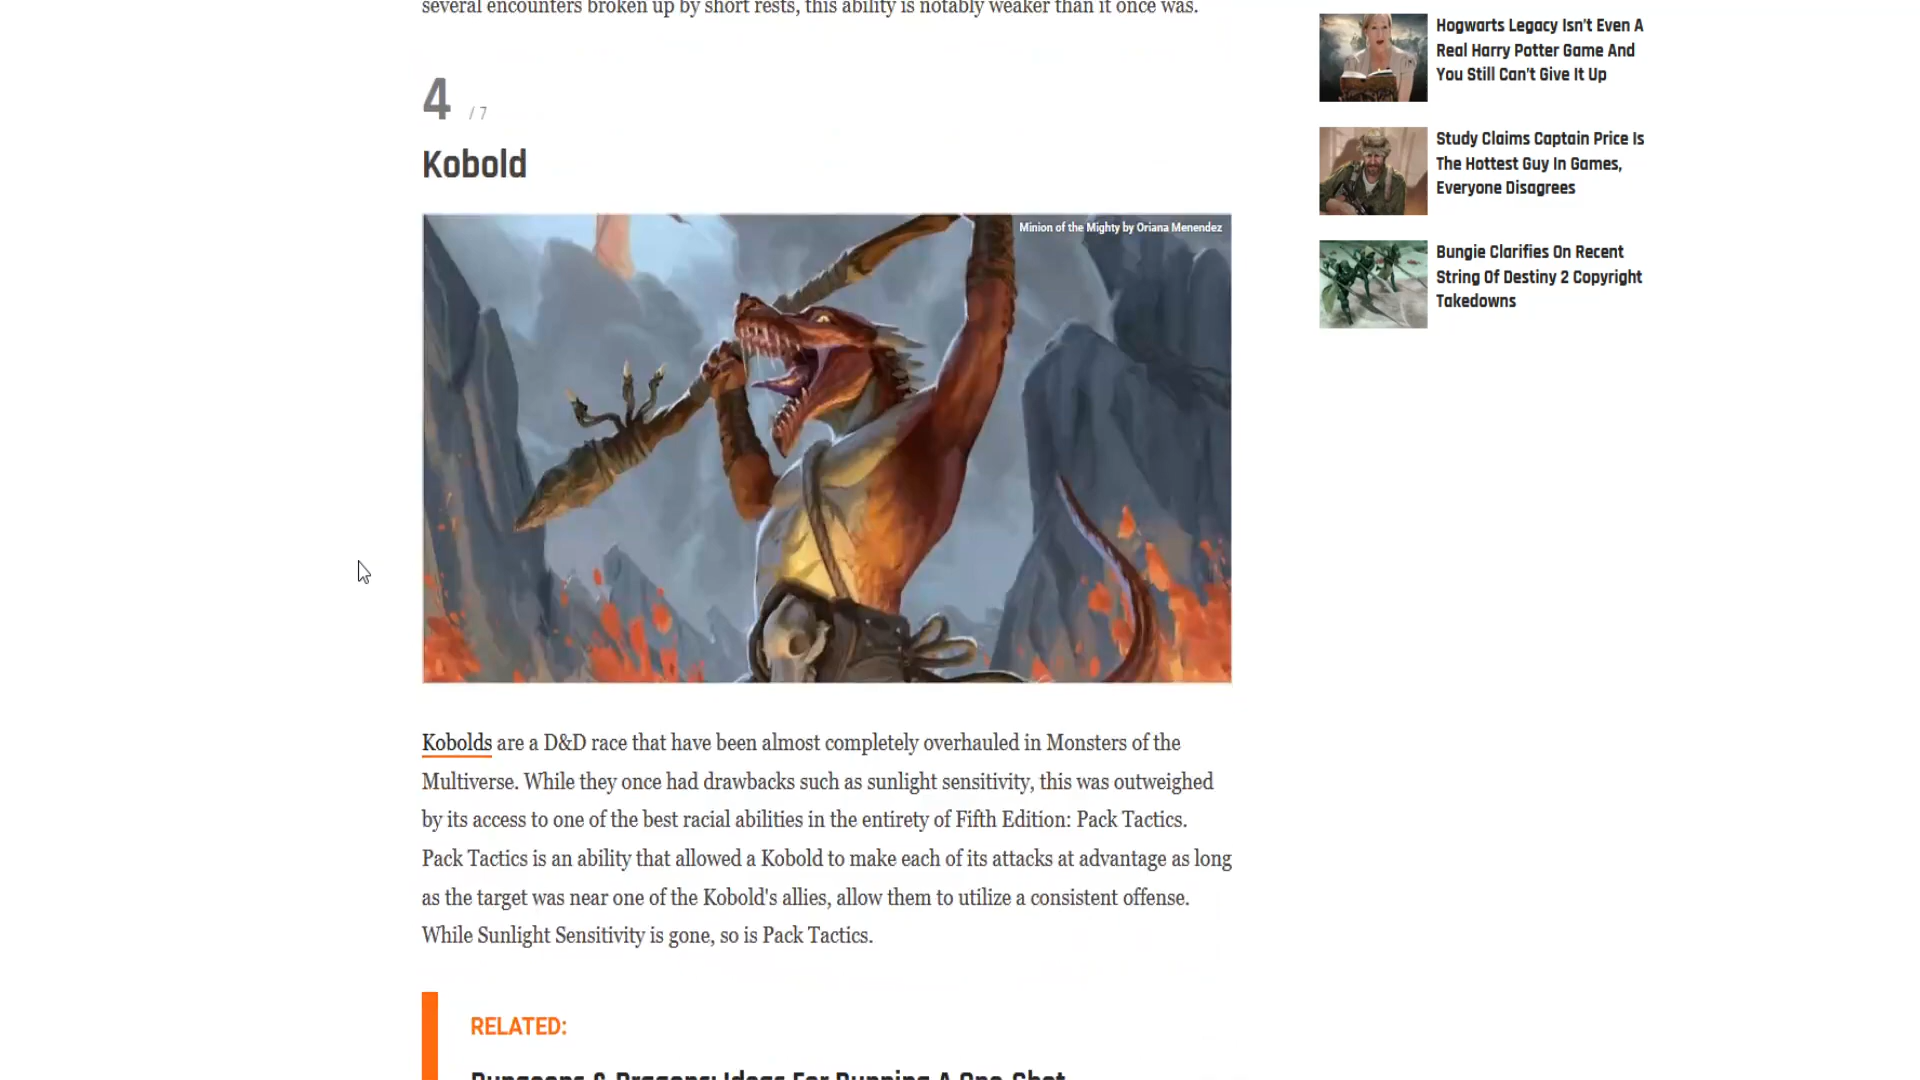 several encounters broken up by short rests, this ability is notably weaker than it once was.
4 / 7
Kobold
Minion of the Mighty by Oriana Menendez
Kobolds are a D&D race that have been almost completely overhauled in Monsters of the
Multiverse. While they once had drawbacks such as sunlight sensitivity, this was outweighed
by its access to one of the best racial abilities in the entirety of Fifth Edition: Pack Tactics.
Pack Tactics is an ability that allowed a Kobold to make each of its attacks at advantage as long
as the target was near one of the Kobold's allies, allow them to utilize a consistent offense.
While Sunlight Sensitivity is gone, so is Pack Tactics.
RELATED:
Dungeons & Dragons: Ideas For Running A One-Shot
Hogwarts Legacy Isn't Even A
Real Harry Potter Game And
You Still Can't Give It Up
Study Claims Captain Price Is
The Hottest Guy In Games,
Everyone Disagrees
Bungie Clarifies On Recent
String Of Destiny 2 Copyright
Takedowns